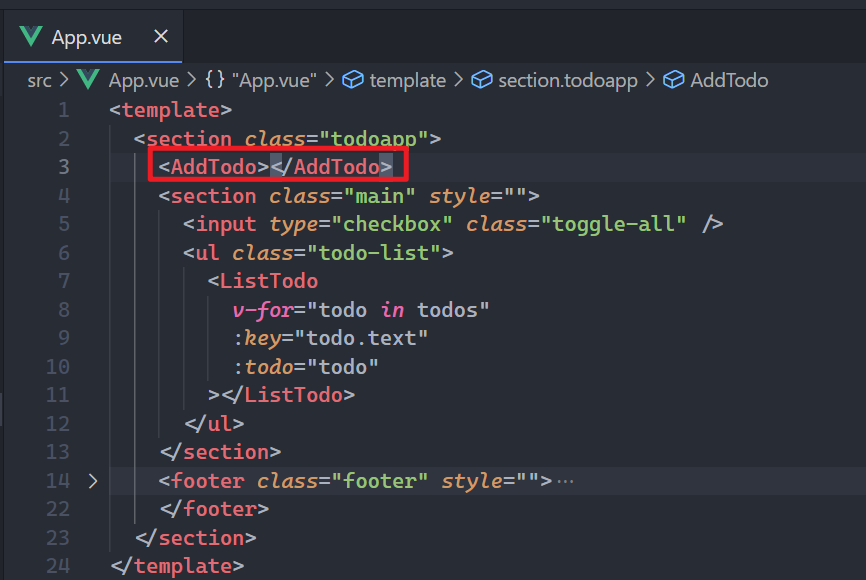 App.vue ×
src > App.vue > {} "App.vue" > template > section.todoapp > AddTodo
1 <template>
2 <section class="todoapp">
3 <AddTodo></AddTodo>
4 <section class="main" style="">
5 <input type="checkbox" class="toggle-all" />
6 <ul class="todo-list">
7 <ListTodo
8 v-for="todo in todos"
9 :key="todo.text"
10 :todo="todo"
11 ></ListTodo>
12 </ul>
13 </section>
14 > <footer class="footer" style="">···
22 </footer>
23 </section>
24 </template>